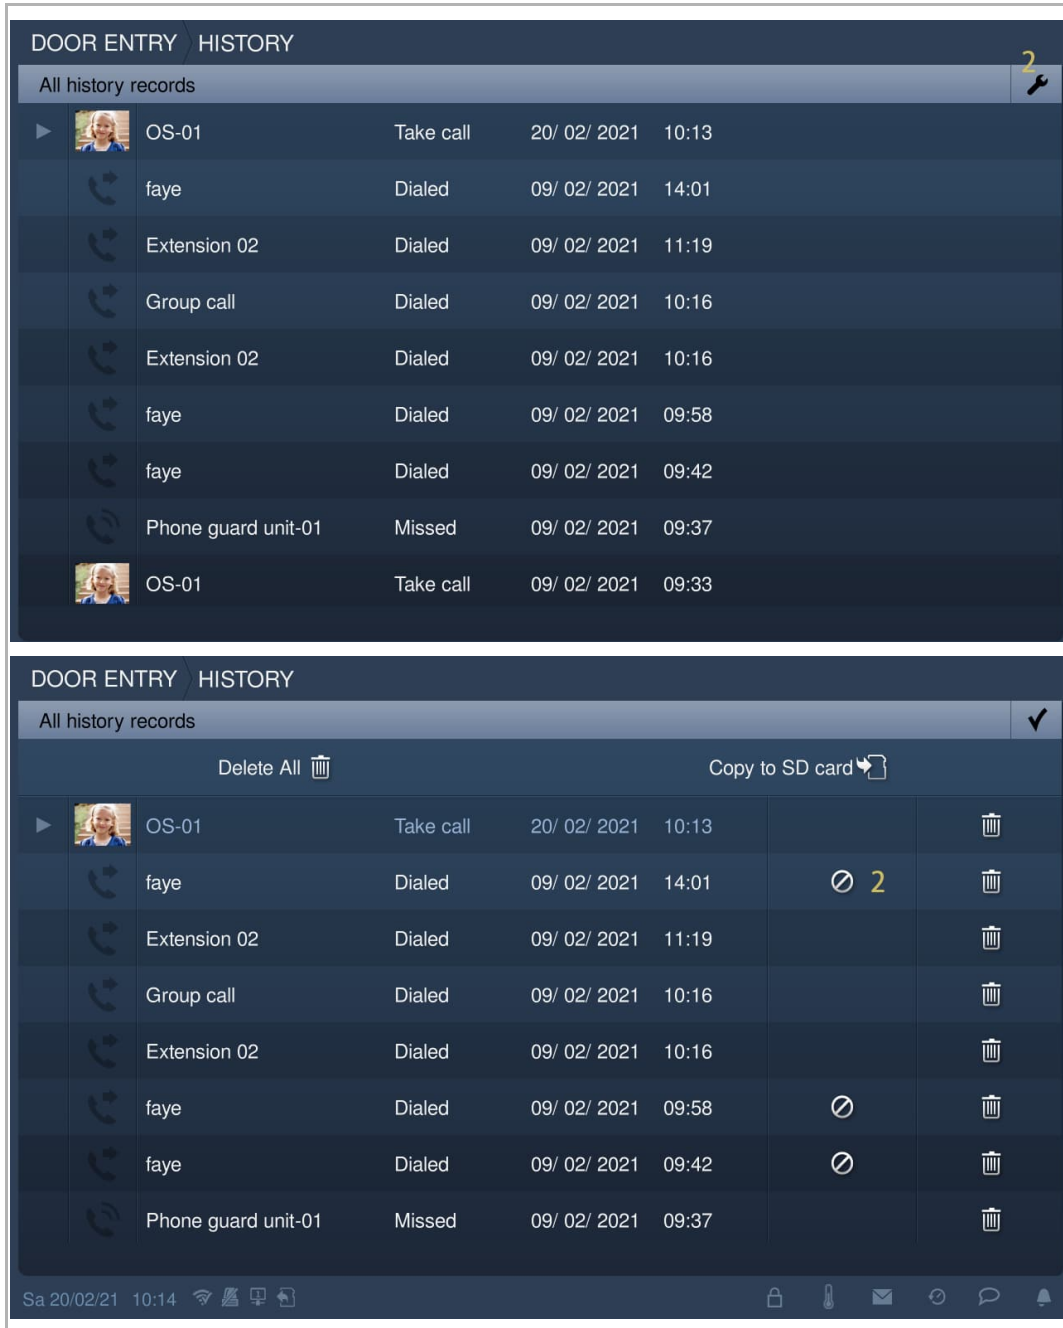 DOOR ENTRY HISTORY
2
All history records
OS-01 Take call 20/ 02/ 2021 10:13
faye Dialed 09/ 02/ 2021 14:01
Extension 02 Dialed 09/ 02/ 2021 11:19
Group call Dialed 09/ 02/ 2021 10:16
Extension 02 Dialed 09/ 02/ 2021 10:16
faye Dialed 09/ 02/ 2021 09:58
faye Dialed 09/ 02/ 2021 09:42
Phone guard unit-01 Missed 09/ 02/ 2021 09:37
OS-01 Take call 09/ 02/ 2021 09:33
DOOR ENTRY HISTORY
All history records
Delete All Copy to SD card
OS-01 Take call 20/ 02/ 2021 10:13
faye Dialed 09/ 02/ 2021 14:01 2
Extension 02 Dialed 09/ 02/ 2021 11:19
Group call Dialed 09/ 02/ 2021 10:16
Extension 02 Dialed 09/ 02/ 2021 10:16
faye Dialed 09/ 02/ 2021 09:58
faye Dialed 09/ 02/ 2021 09:42
Phone guard unit-01 Missed 09/ 02/ 2021 09:37
Sa 20/02/21 10:14 1